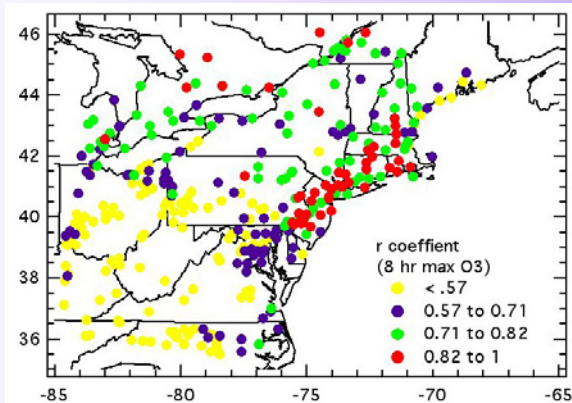 46
44
42
40
38
36
-85
-80
-75
-70
-65
r coeffient
(8 hr max O3)
< .57
0.57 to 0.71
0.71 to 0.82
0.82 to 1